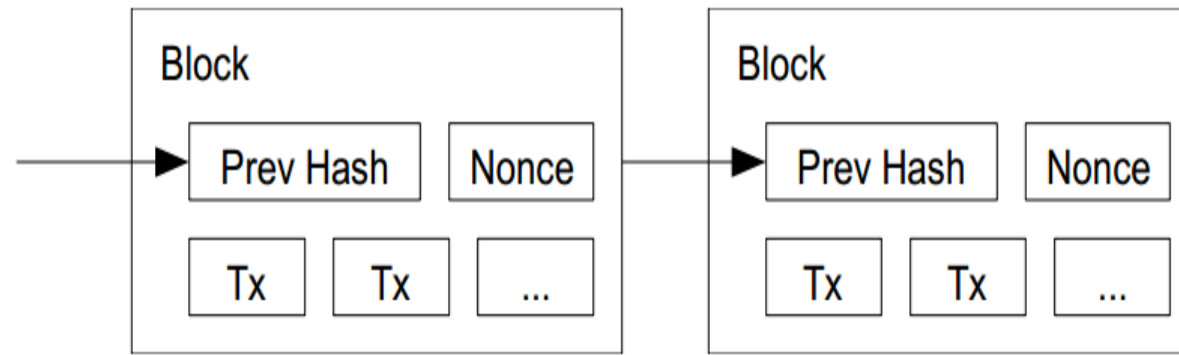 Block
Prev Hash
Nonce
Tx
Tx
...
Block
Prev Hash
Nonce
Tx
Tx
...